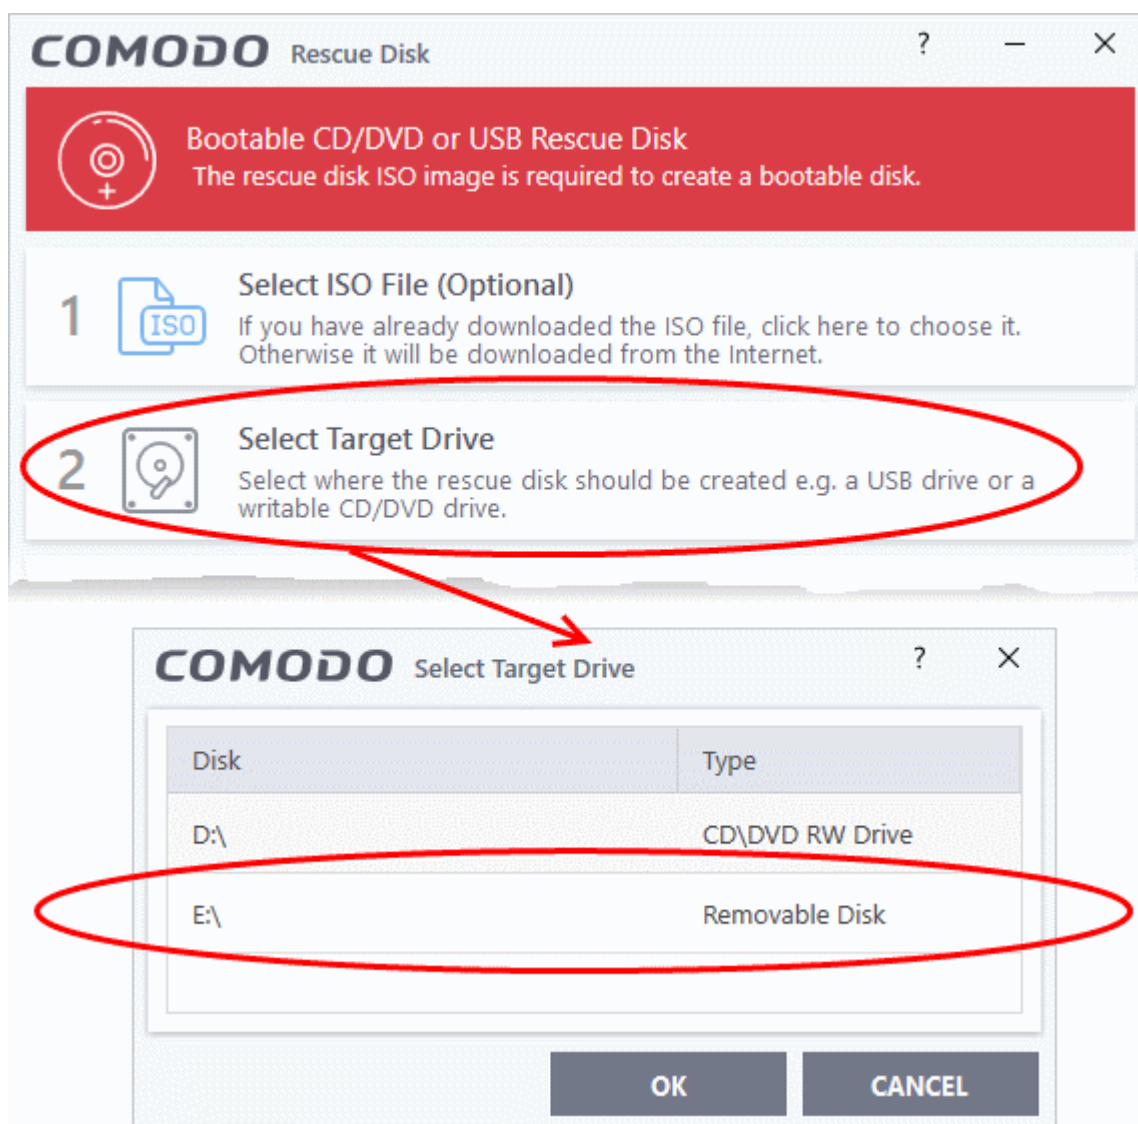 COMODO Rescue Disk ?
Bootable CD/DVD or USB Rescue Disk
The rescue disk ISO image is required to create a bootable disk.
1
ISO
Select ISO File (Optional)
If you have already downloaded the ISO file, click here to choose it.
Otherwise it will be downloaded from the Internet.
2
Select Target Drive
Select where the rescue disk should be created e.g. a USB drive or a
writable CD/DVD drive.
COMODO Select Target Drive ?
Disk Type
D:\ CD\DVD RW Drive
E:\ Removable Disk
OK CANCEL